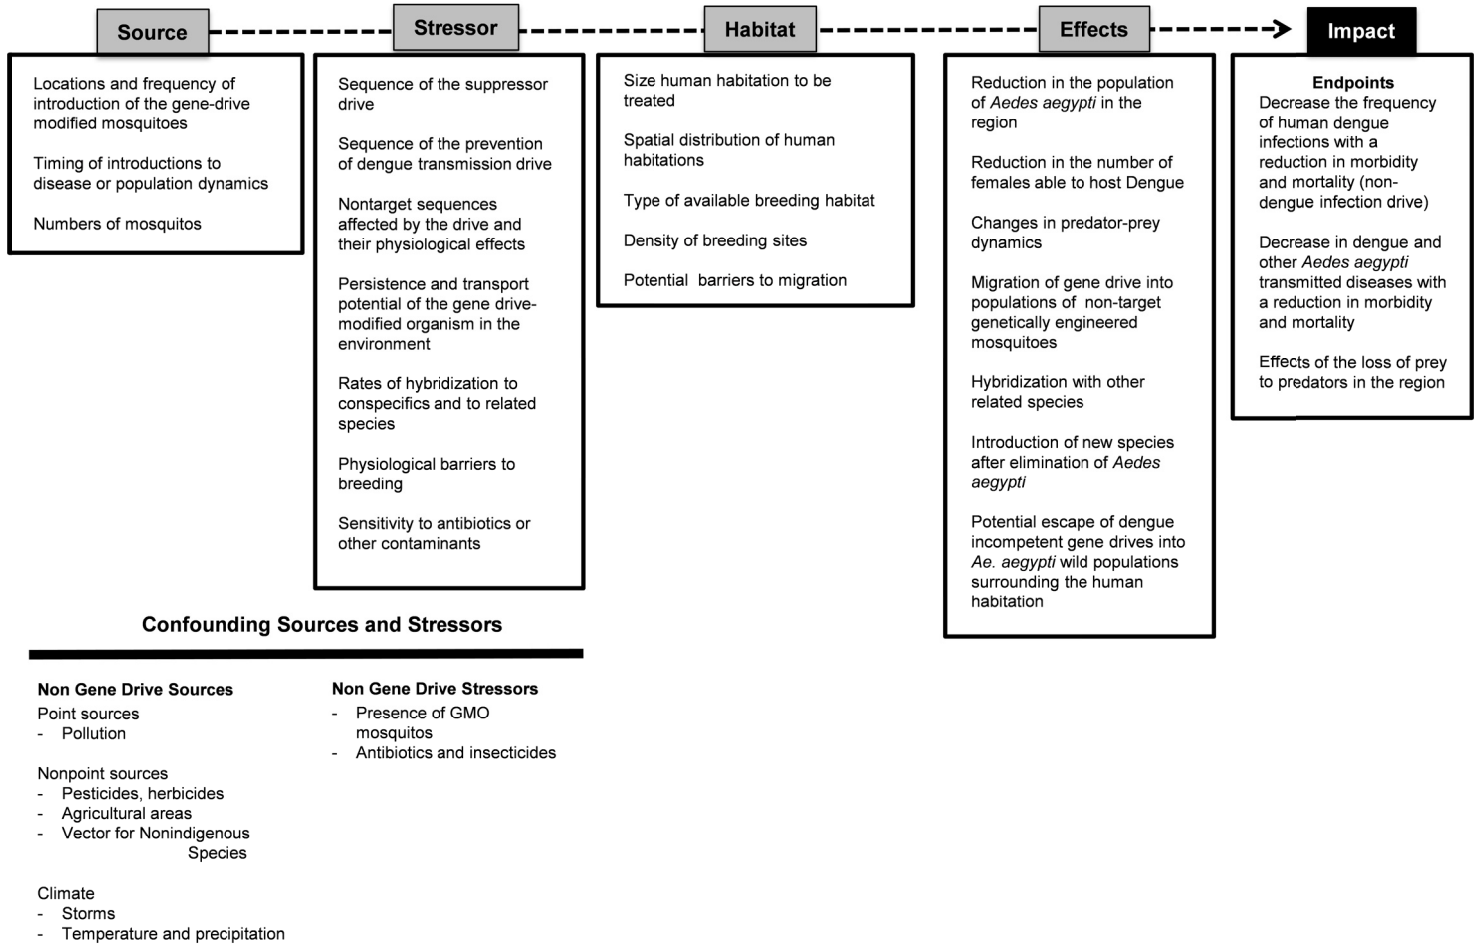 Source
Stressor
Habitat
Effects
Impact
Locations and frequency of
introduction of the gene-drive
modified mosquitoes
Timing of introductions to
disease or population dynamics
Numbers of mosquitos
Sequence of the suppressor
drive
Sequence of the prevention
of dengue transmission drive
Nontarget sequences
affected by the drive and
their physiological effects
Persistence and transport
potential of the gene drive-
modified organism in the
environment
Rates of hybridization to
conspecifics and to related
species
Physiological barriers to
breeding
Sensitivity to antibiotics or
other contaminants
Size human habitation to be
treated
Spatial distribution of human
habitations
Type of available breeding habitat
Density of breeding sites
Potential barriers to migration
Reduction in the population
of Aedes aegypti in the
region
Reduction in the number of
females able to host Dengue
Changes in predator-prey
dynamics
Migration of gene drive into
populations of non-target
genetically engineered
mosquitoes
Hybridization with other
related species
Introduction of new species
after elimination of Aedes
aegypti
Potential escape of dengue
incompetent gene drives into
Ae. aegypti wild populations
surrounding the human
habitation
Endpoints
Decrease the frequency
of human dengue
infections with a
reduction in morbidity
and mortality (non-
dengue infection drive)
Decrease in dengue and
other Aedes aegypti
transmitted diseases with
a reduction in morbidity
and mortality
Effects of the loss of prey
to predators in the region
Confounding Sources and Stressors
Non Gene Drive Sources
Point sources
- Pollution
Nonpoint sources
- Pesticides, herbicides
- Agricultural areas
- Vector for Nonindigenous
Species
Climate
- Storms
- Temperature and precipitation
Non Gene Drive Stressors
- Presence of GMO
mosquitos
- Antibiotics and insecticides